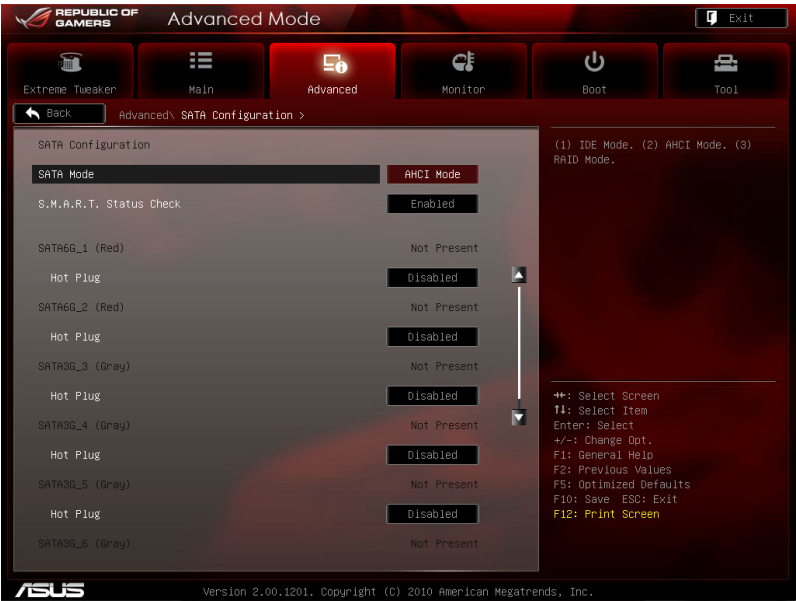 REPUBLIC OF
GAMERS
Advanced Mode
Exit
Extreme Tweaker
Main
Advanced
Monitor
Boot
Tool
Back
Advanced\ SATA Configuration >
SATA Configuration
SATA Mode AHCI Mode
S.M.A.R.T. Status Check Enabled
SATA6G_1 (Red) Not Present
Hot Plug Disabled
SATA6G_2 (Red) Not Present
Hot Plug Disabled
SATA3G_3 (Gray) Not Present
Hot Plug Disabled
SATA3G_4 (Gray) Not Present
Hot Plug Disabled
SATA3G_5 (Gray) Not Present
Hot Plug Disabled
SATA3G_6 (Gray) Not Present
(1) IDE Mode. (2) AHCI Mode. (3)
RAID Mode.
→←: Select Screen
↑↓: Select Item
Enter: Select
+/-: Change Opt.
F1: General Help
F2: Previous Values
F5: Optimized Defaults
F10: Save ESC: Exit
F12: Print Screen
ASUS
Version 2.00.1201. Copyright (C) 2010 American Megatrends, Inc.